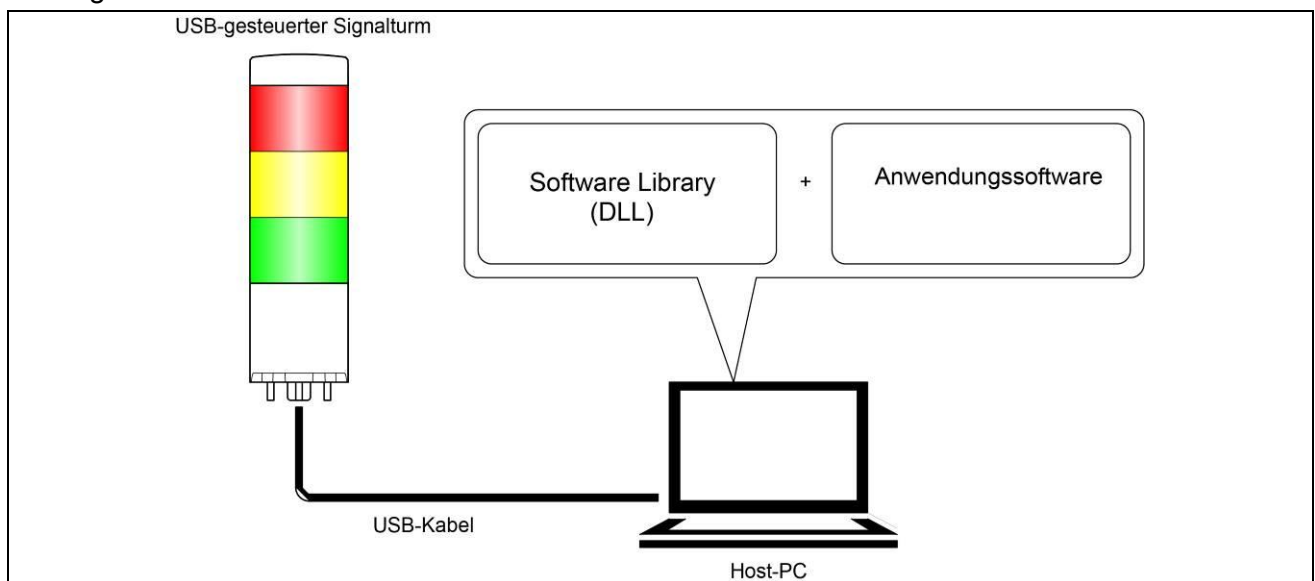 USB-gesteuerter Signalturm
Software Library
(DLL)
+
Anwendungssoftware
USB-Kabel
Host-PC